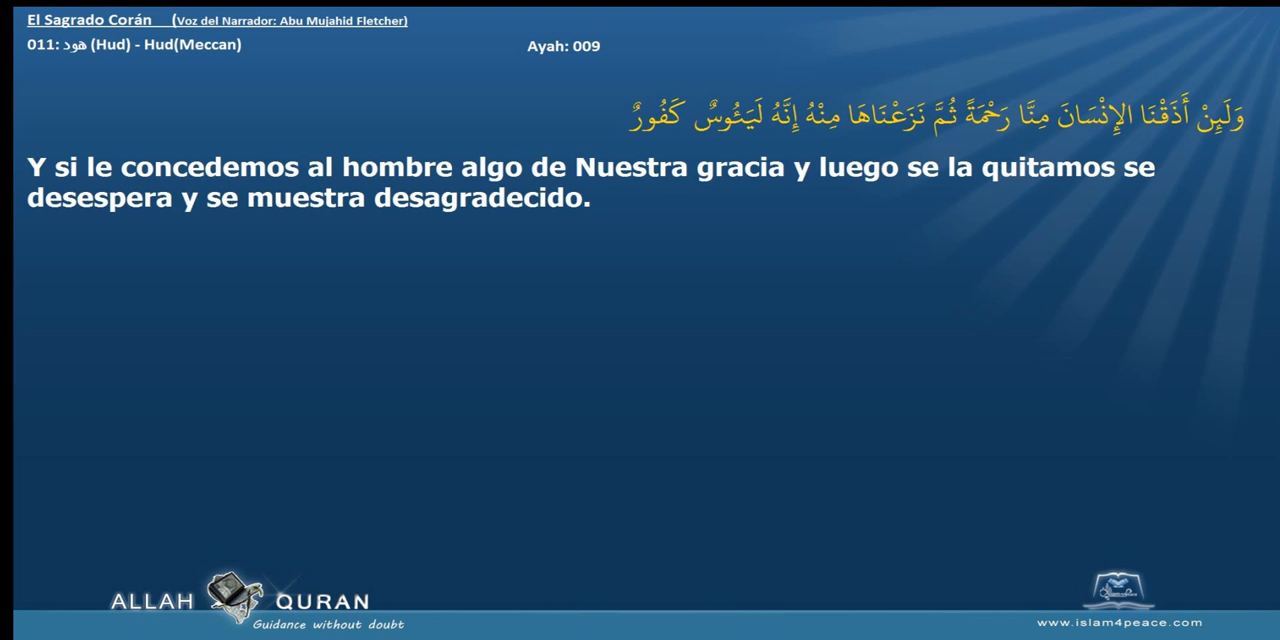 El Sagrado Corán (Voz del Narrador: Abu Mujahid Fletcher)
011: هود (Hud) - Hud(Meccan)
Ayah: 009
وَلَئِنْ أَذَقْنَا الإِنْسَانَ مِنَّا رَحْمَةً ثُمَّ نَزَعْنَاهَا مِنْهُ إِنَّهُ لَيَئُوسٌ كَفُورٌ
Y si le concedemos al hombre algo de Nuestra gracia y luego se la quitamos se
desespera y se muestra desagradecido.
ALLAH QURAN
Guidance without doubt
www.islam4peace.com